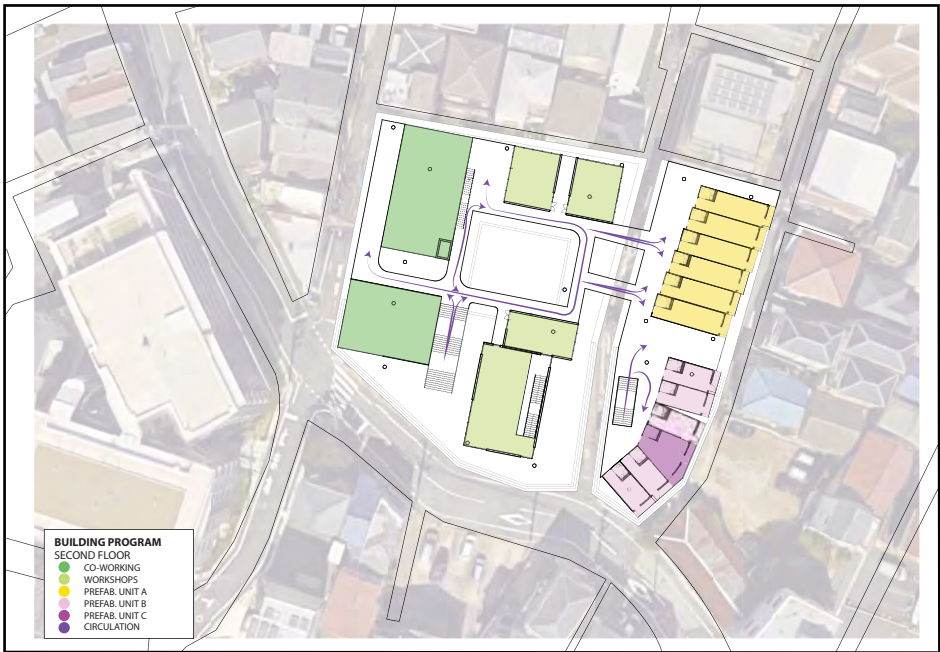 BUILDING PROGRAM
SECOND FLOOR
CO-WORKING
WORKSHOPS
PREFAB. UNIT A
PREFAB. UNIT B
PREFAB. UNIT C
CIRCULATION